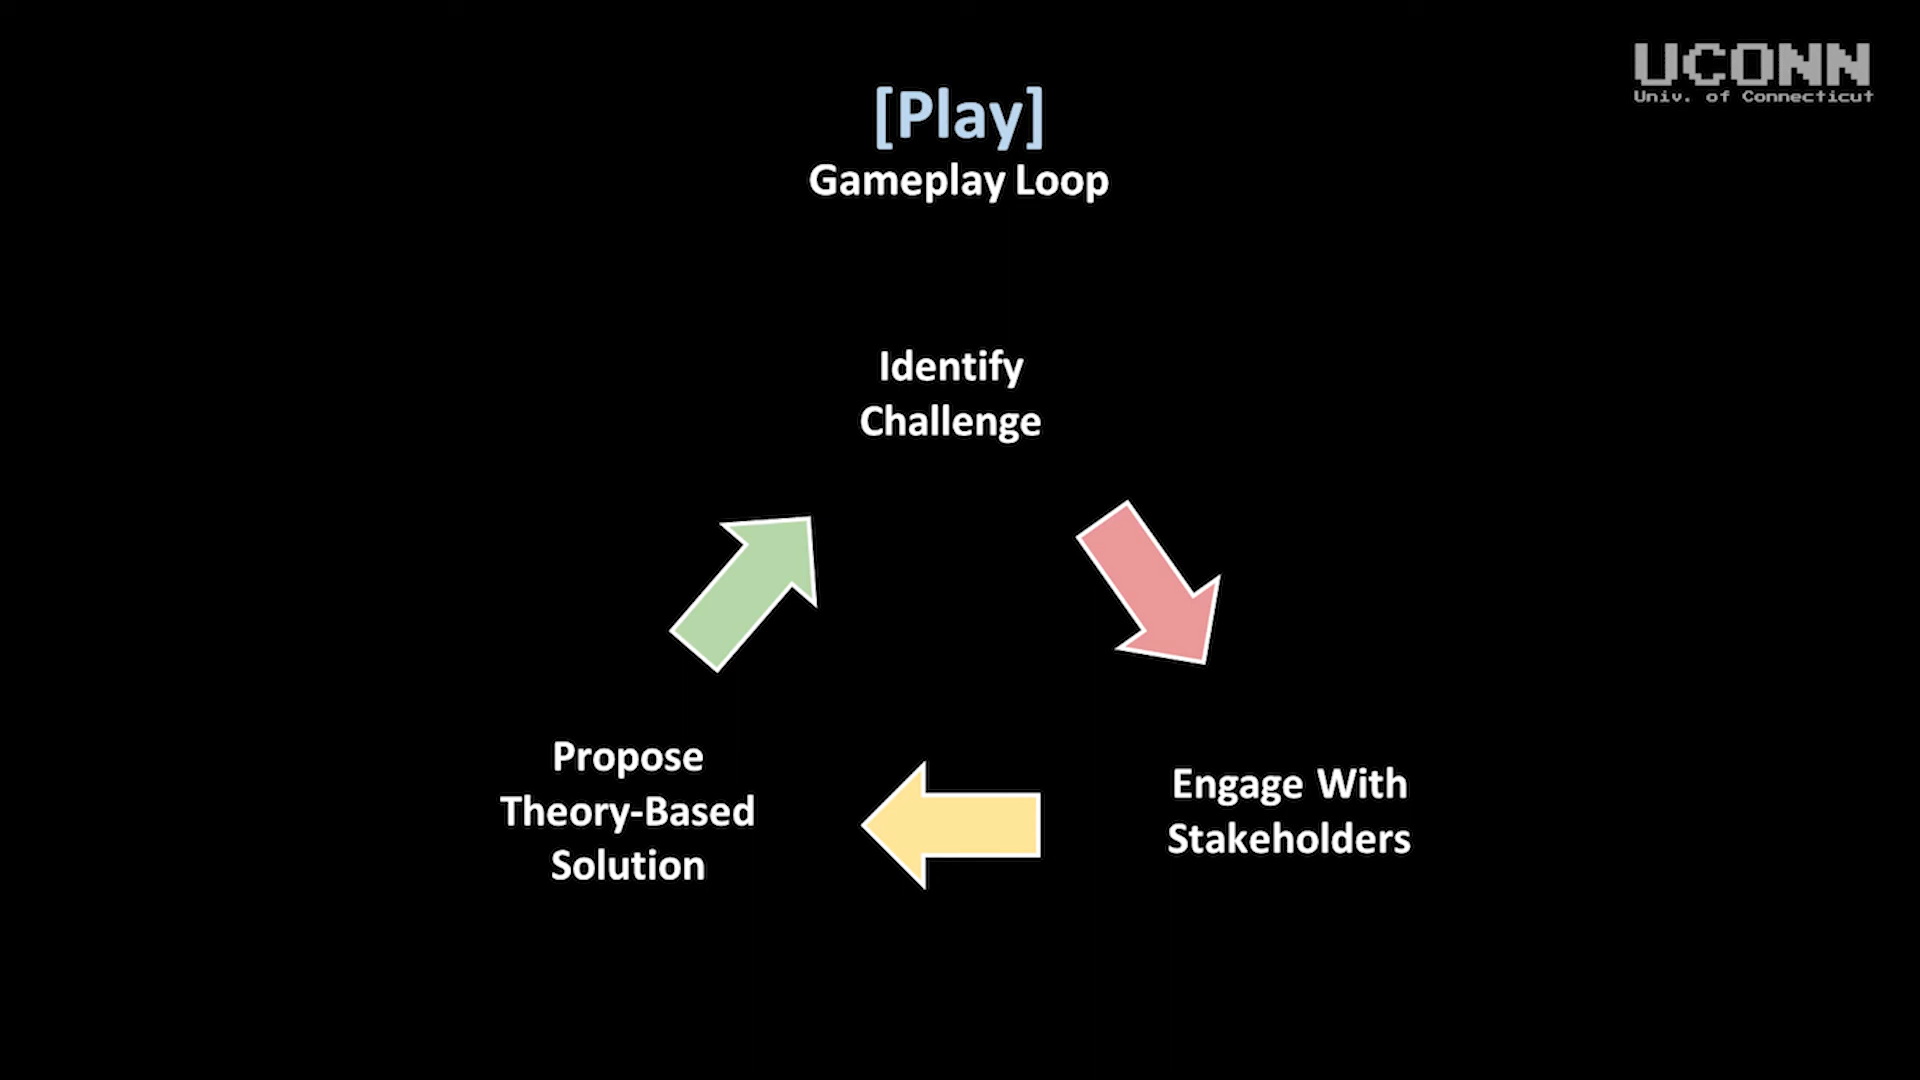 UCONN
Univ. of Connecticut
[Play]
Gameplay Loop
Identify
Challenge
Engage With
Stakeholders
Propose
Theory-Based
Solution